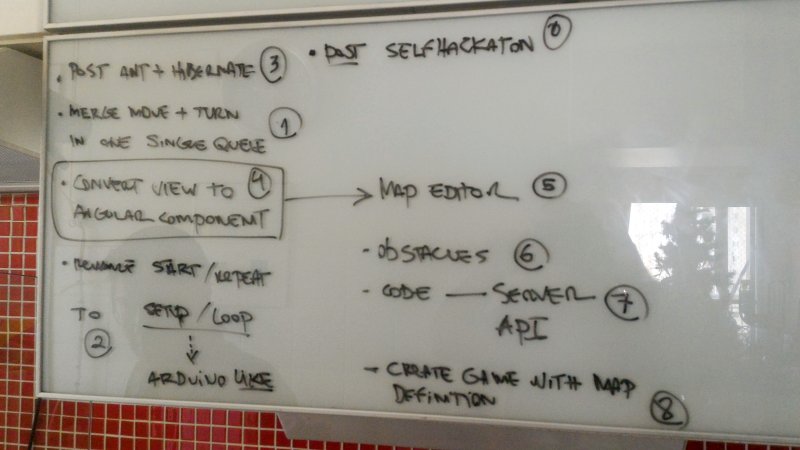 • POST ANT + HIBERNATE 3
• MERGE MOVE + TURN
IN ONE SINGLE QUEUE 1
• CONVERT VIEW TO 4
ANGULAR COMPONENT
• RENAME START / REPEAT
TO SETUP / LOOP
2
ARDUINO LIKE
• POST SELFHACKATON 0
MAP EDITOR 5
- OBSTACLES 6
- CODE — SERVER 7
API
- CREATE GAME WITH MAP
DEFINITION 8